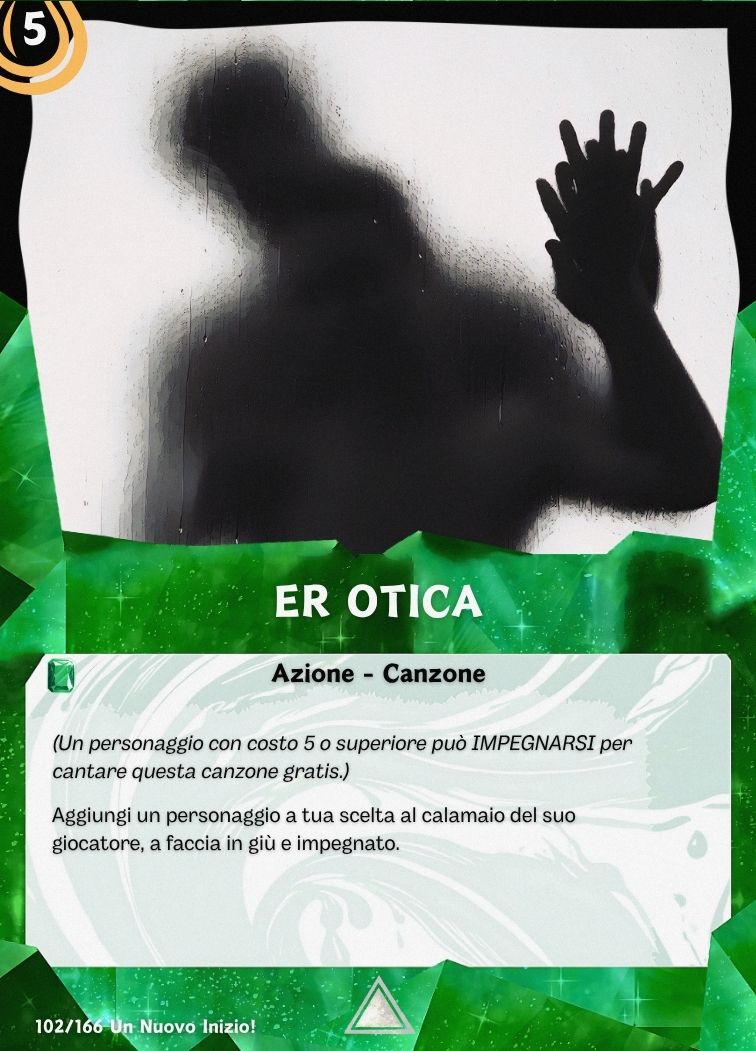 5
ER OTICA
Azione - Canzone
(Un personaggio con costo 5 o superiore può IMPEGNARSI per
cantare questa canzone gratis.)
Aggiungi un personaggio a tua scelta al calamaio del suo
giocatore, a faccia in giù e impegnato.
102/166 Un Nuovo Inizio!